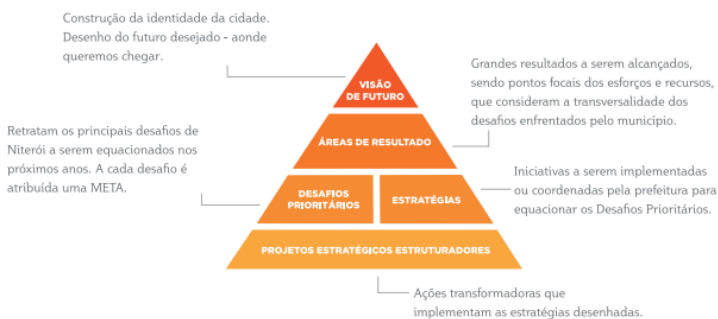 Construção da identidade da cidade.
Desenho do futuro desejado - aonde
queremos chegar.
VISÃO
DE FUTURO
Grandes resultados a serem alcançados,
sendo pontos focais dos esforços e recursos,
que consideram a transversalidade dos
desafios enfrentados pelo município.
ÁREAS DE RESULTADO
Retratam os principais desafios de
Niterói a serem equacionados nos
próximos anos. A cada desafio é
atribuída uma META.
DESAFIOS
PRIORITÁRIOS
ESTRATÉGIAS
Iniciativas a serem implementadas
ou coordenadas pela prefeitura para
equacionar os Desafios Prioritários.
PROJETOS ESTRATÉGICOS ESTRUTURADORES
Ações transformadoras que
implementam as estratégias desenhadas.